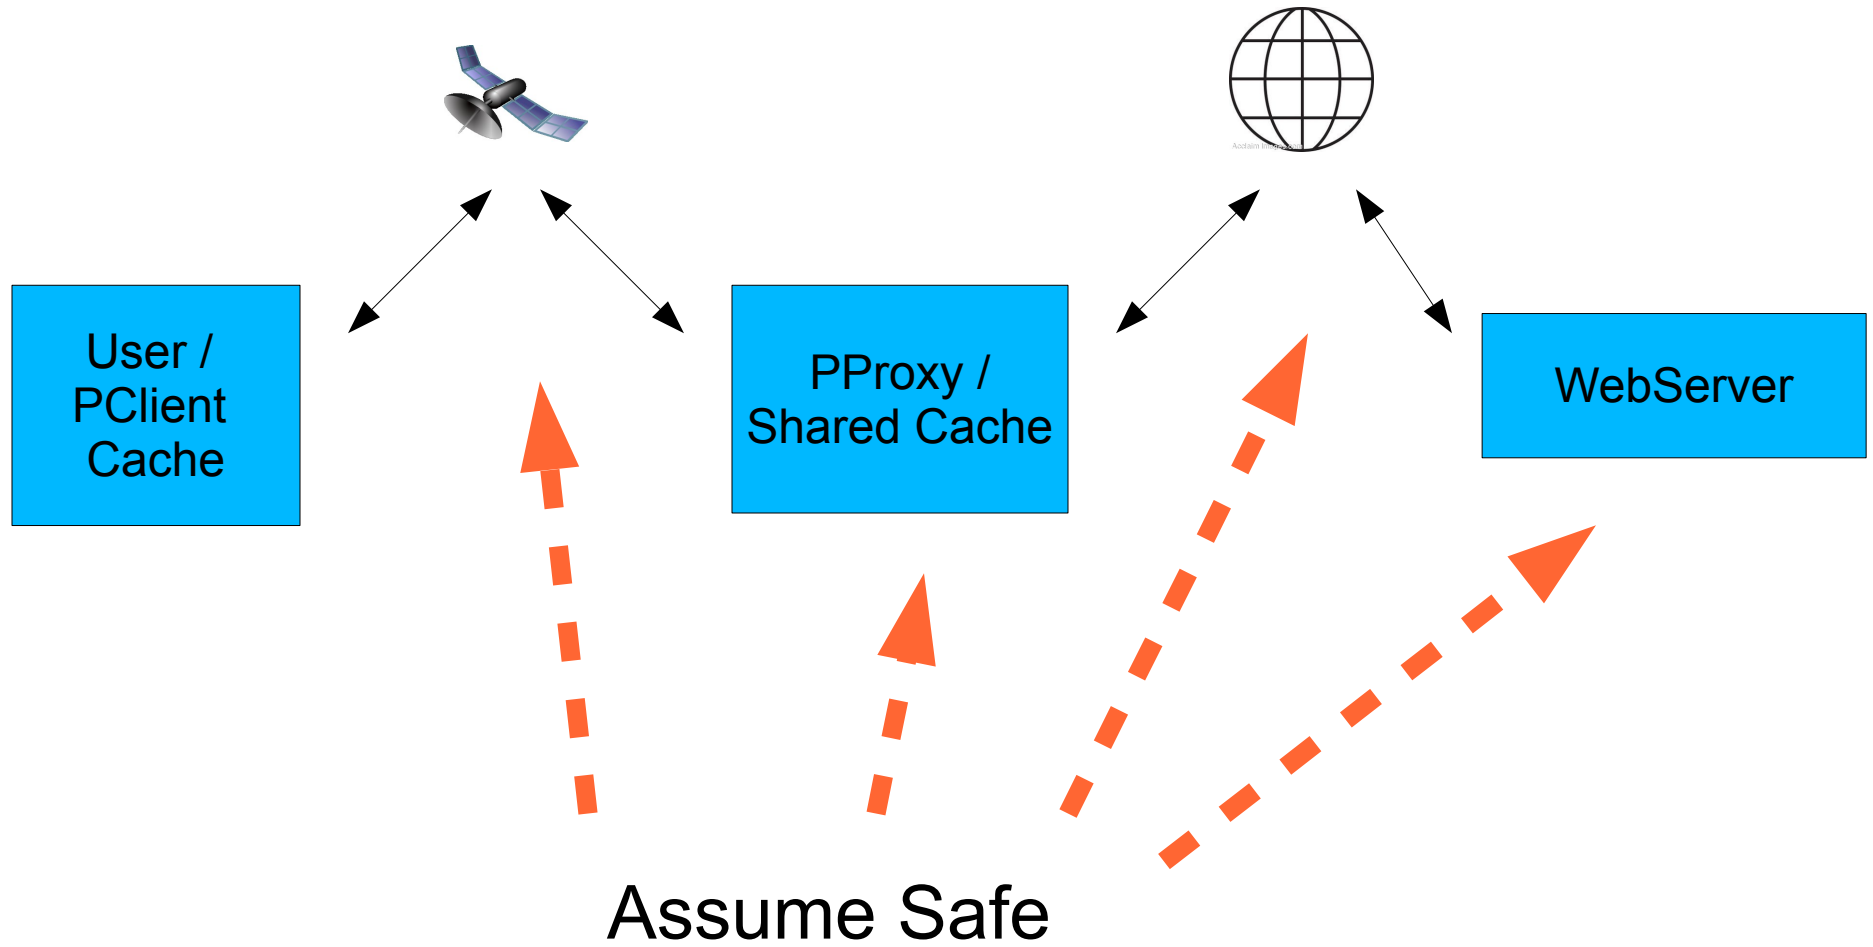 User /
PClient
Cache
PProxy /
Shared Cache
WebServer
Assume Safe